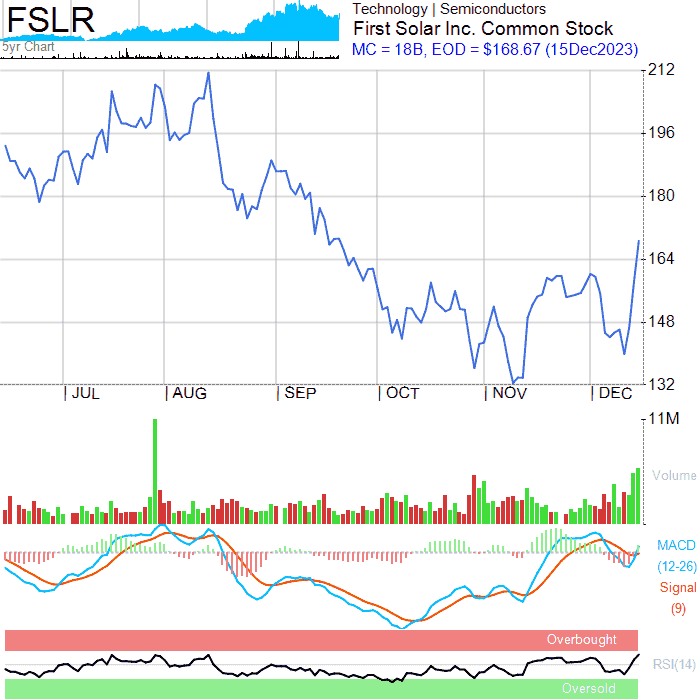 FSLR
5yr Chart
Technology | Semiconductors
First Solar Inc. Common Stock
MC = 18B, EOD = $168.67 (15Dec2023)
212
196
180
164
148
132
JUL AUG SEP OCT NOV DEC
11M
Volume
MACD
(12-26)
Signal
(9)
Overbought
RSI(14)
Oversold